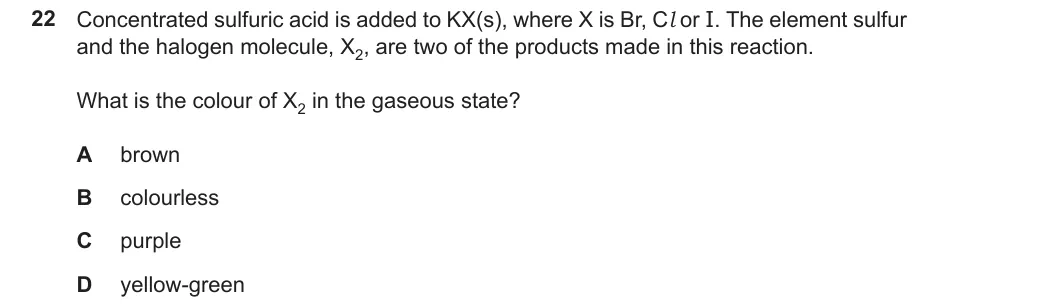 22 Concentrated sulfuric acid is added to KX(s), where X is Br, Cl or I. The element sulfur
and the halogen molecule, X₂, are two of the products made in this reaction.
What is the colour of X₂ in the gaseous state?
A brown
B colourless
C purple
D yellow-green